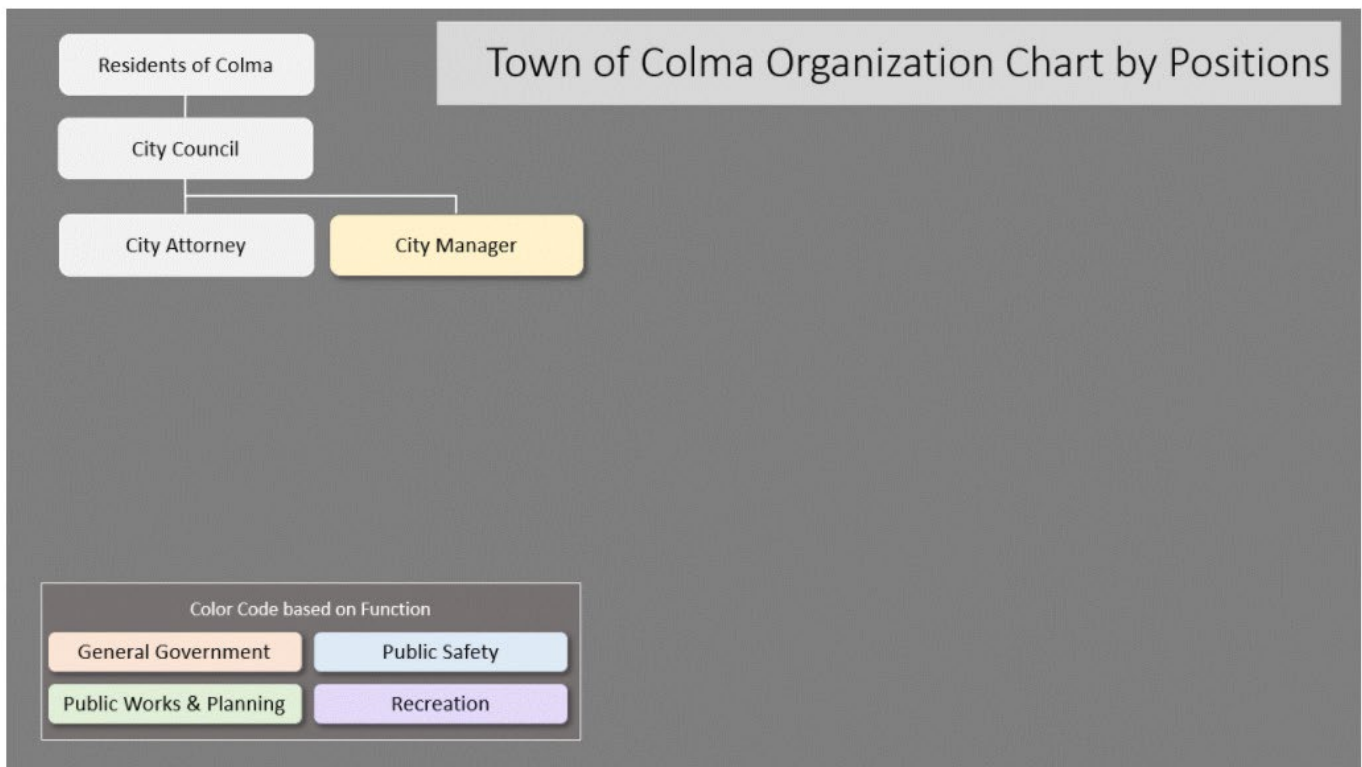 Town of Colma Organization Chart by Positions
Residents of Colma
City Council
City Attorney
City Manager
Color Code based on Function
General Government
Public Safety
Public Works & Planning
Recreation